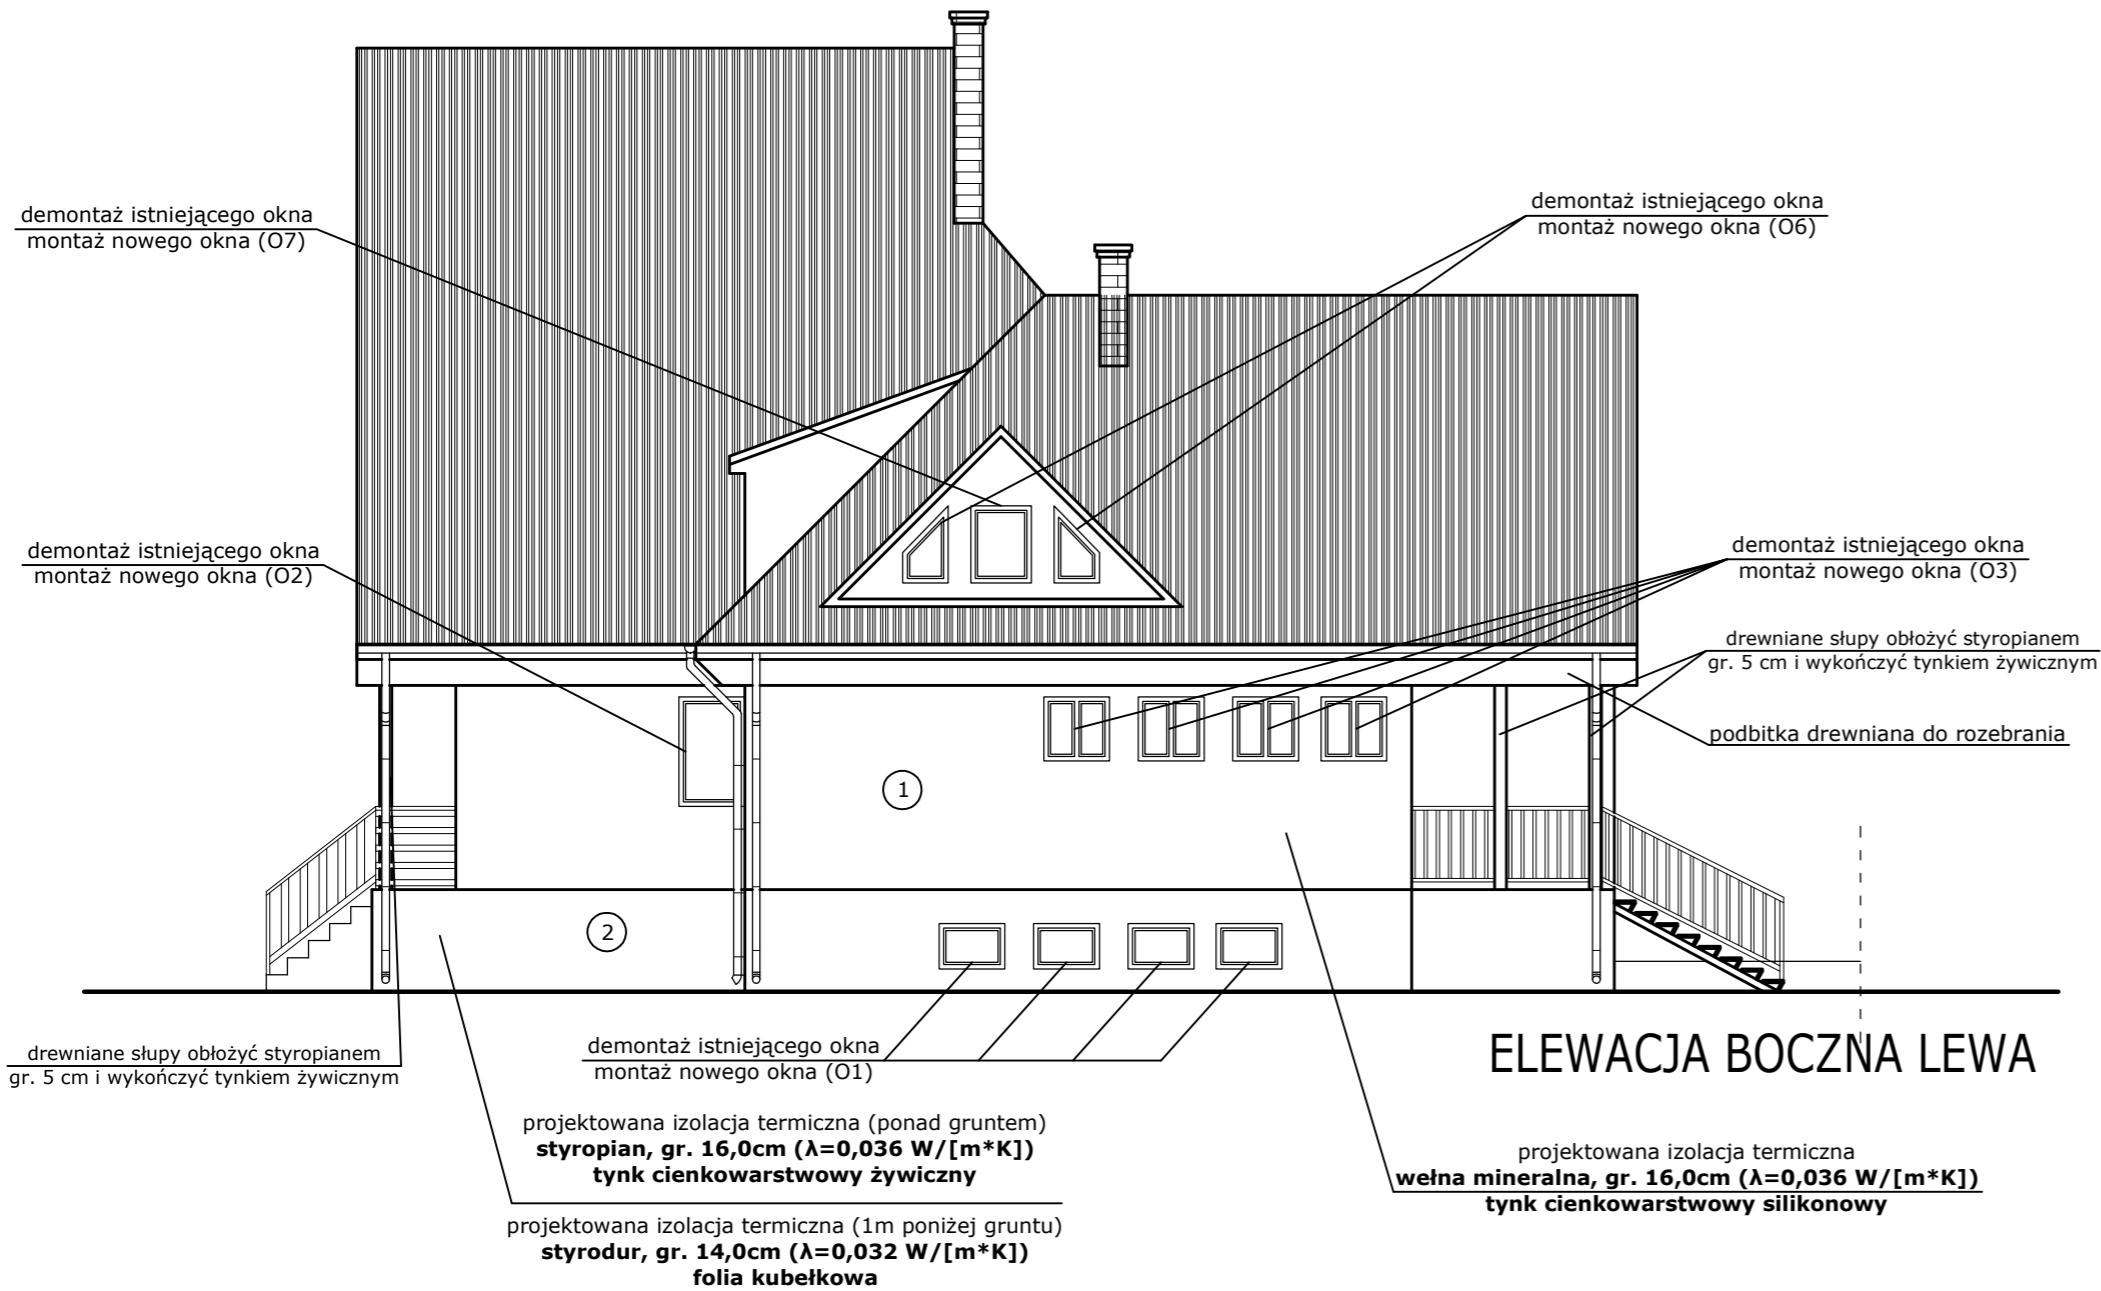 demontaż istniejącego okna
montaż nowego okna (O7)
demontaż istniejącego okna
montaż nowego okna (O6)
demontaż istniejącego okna
montaż nowego okna (O2)
demontaż istniejącego okna
montaż nowego okna (O3)
drewniane słupy obłożyć styropianem
gr. 5 cm i wykończyć tynkiem żywicznym
podbitka drewniana do rozebrania
1
2
drewniane słupy obłożyć styropianem
gr. 5 cm i wykończyć tynkiem żywicznym
demontaż istniejącego okna
montaż nowego okna (O1)
ELEWACJA BOCZNA LEWA
projektowana izolacja termiczna (ponad gruntem)
styropian, gr. 16,0cm (λ=0,036 W/[m*K])
tynk cienkowarstwowy żywiczny
projektowana izolacja termiczna (1m poniżej gruntu)
styrodur, gr. 14,0cm (λ=0,032 W/[m*K])
folia kubełkowa
projektowana izolacja termiczna
wełna mineralna, gr. 16,0cm (λ=0,036 W/[m*K])
tynk cienkowarstwowy silikonowy